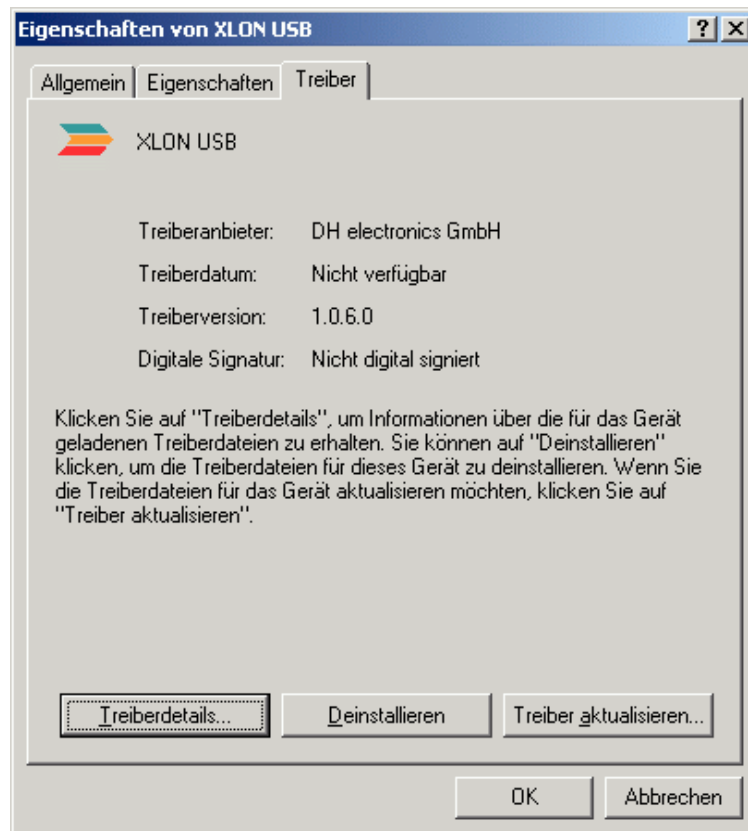 Eigenschaften von XLON USB
Allgemein Eigenschaften Treiber
XLON USB
Treiberanbieter: DH electronics GmbH
Treiberdatum: Nicht verfügbar
Treiberversion: 1.0.6.0
Digitale Signatur: Nicht digital signiert
Klicken Sie auf "Treiberdetails", um Informationen über die für das Gerät
geladenen Treiberdateien zu erhalten. Sie können auf "Deinstallieren"
klicken, um die Treiberdateien für dieses Gerät zu deinstallieren. Wenn Sie
die Treiberdateien für das Gerät aktualisieren möchten, klicken Sie auf
"Treiber aktualisieren".
Treiberdetails... Deinstallieren Treiber aktualisieren...
OK Abbrechen